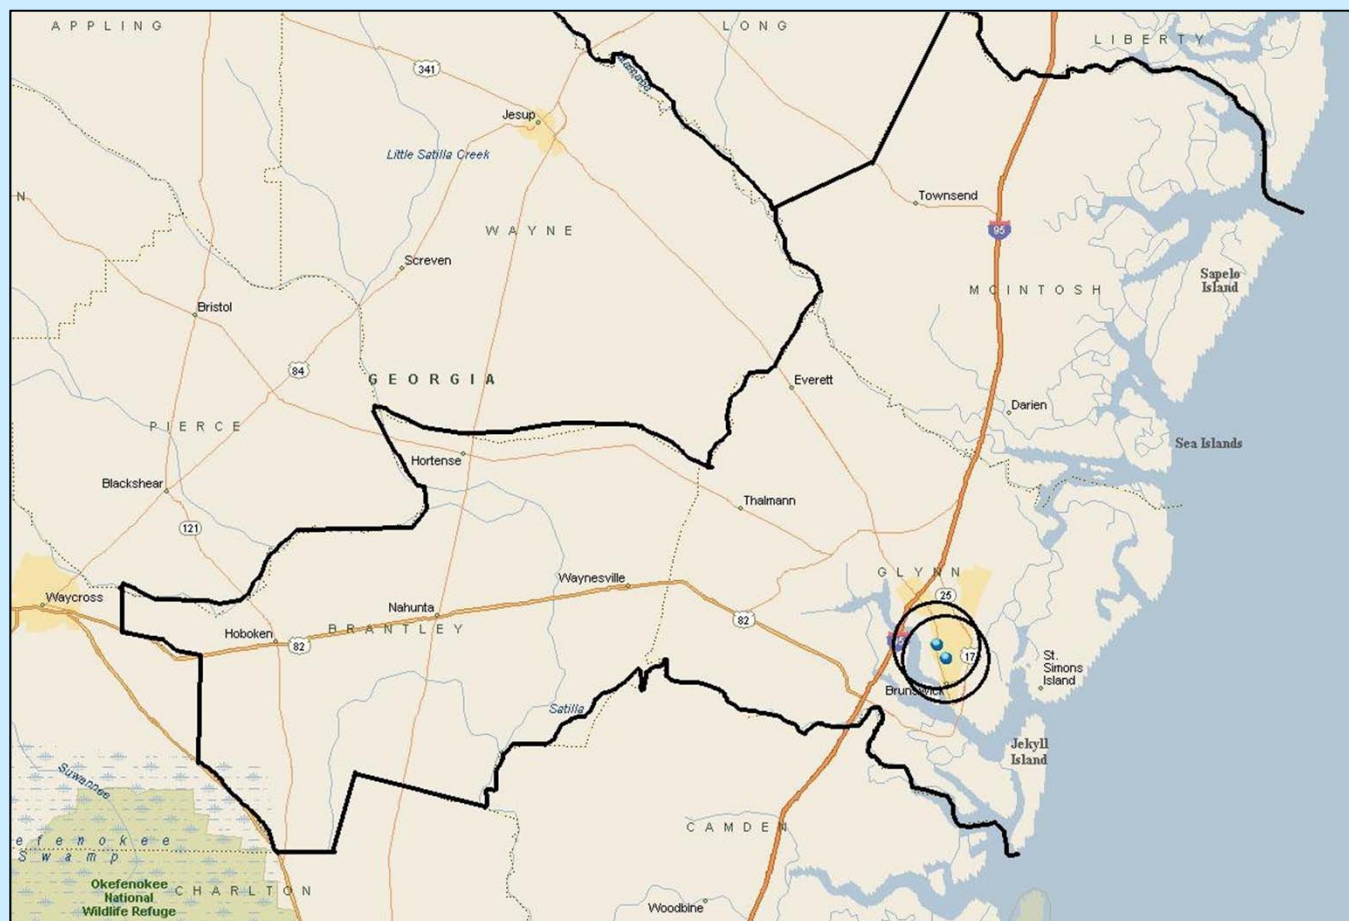 APPLING
LONG
LIBERTY
341
Jesup
Little Satilla Creek
N
Townsend
WAYNE
95
Screven
Sapelo
Island
MCINTOSH
Bristol
84
GEORGIA
Everett
Darien
PIERCE
Sea Islands
Hortense
Blackshear
Thalmann
121
GLYNN
Waynesville
Waycross
25
Nahunta
82
BRANTLEY
Hoboken
82
17
St.
Simons
Island
Brunswick
Satilla
Jekyll
Island
Suwannee
CAMDEN
efenokee
Swamp
Okefenokee
National
Wildlife Refuge
CHARLTON
Woodbine